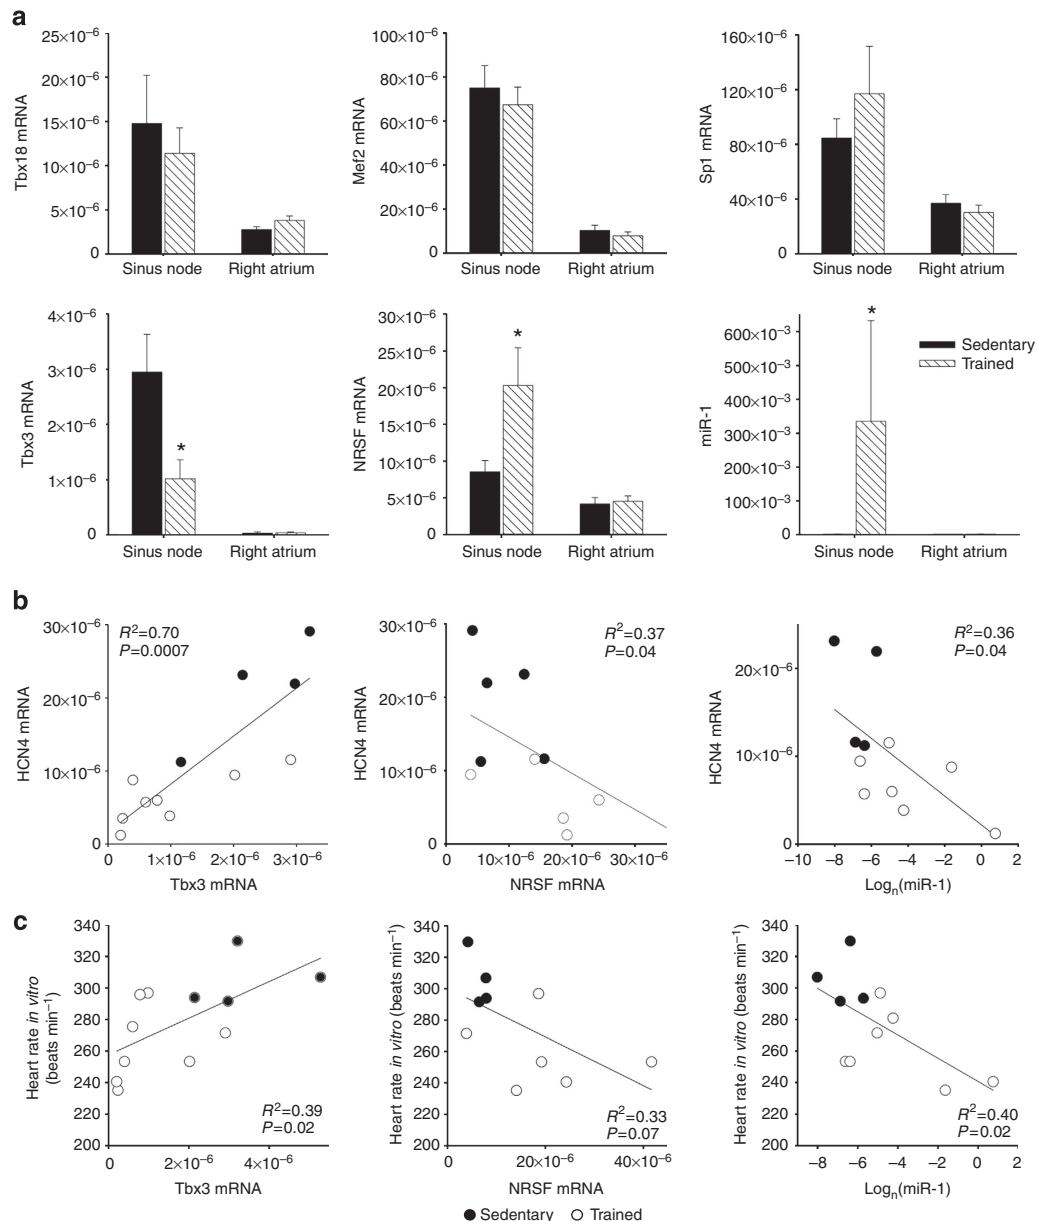 a
25×10⁻⁶
20×10⁻⁶
15×10⁻⁶
10×10⁻⁶
5×10⁻⁶
0
Tbx18 mRNA
Sinus node Right atrium
100×10⁻⁶
80×10⁻⁶
60×10⁻⁶
40×10⁻⁶
20×10⁻⁶
0
Mef2 mRNA
Sinus node Right atrium
160×10⁻⁶
120×10⁻⁶
80×10⁻⁶
40×10⁻⁶
0
Sp1 mRNA
Sinus node Right atrium
4×10⁻⁶
3×10⁻⁶
2×10⁻⁶
1×10⁻⁶
0
Tbx3 mRNA
*
Sinus node Right atrium
30×10⁻⁶
25×10⁻⁶
20×10⁻⁶
15×10⁻⁶
10×10⁻⁶
5×10⁻⁶
0
NRSF mRNA
*
Sinus node Right atrium
600×10⁻³
500×10⁻³
400×10⁻³
300×10⁻³
200×10⁻³
100×10⁻³
0
miR-1
*
Sedentary
Trained
Sinus node Right atrium
b
30×10⁻⁶
20×10⁻⁶
10×10⁻⁶
0
HCN4 mRNA
R²=0.70
P=0.0007
0 1×10⁻⁶ 2×10⁻⁶ 3×10⁻⁶
Tbx3 mRNA
30×10⁻⁶
20×10⁻⁶
10×10⁻⁶
0
HCN4 mRNA
R²=0.37
P=0.04
0 10×10⁻⁶ 20×10⁻⁶ 30×10⁻⁶
NRSF mRNA
20×10⁻⁶
10×10⁻⁶
0
HCN4 mRNA
R²=0.36
P=0.04
−10 −8 −6 −4 −2 0 2
Logₙ(miR-1)
c
340
320
300
280
260
240
220
200
Heart rate in vitro
(beats min⁻¹)
R²=0.39
P=0.02
0 2×10⁻⁶ 4×10⁻⁶
Tbx3 mRNA
340
320
300
280
260
240
220
200
Heart rate in vitro (beats min⁻¹)
R²=0.33
P=0.07
0 20×10⁻⁶ 40×10⁻⁶
NRSF mRNA
340
320
300
280
260
240
220
200
Heart rate in vitro (beats min⁻¹)
R²=0.40
P=0.02
−8 −6 −4 −2 0 2
Logₙ(miR-1)
Sedentary Trained